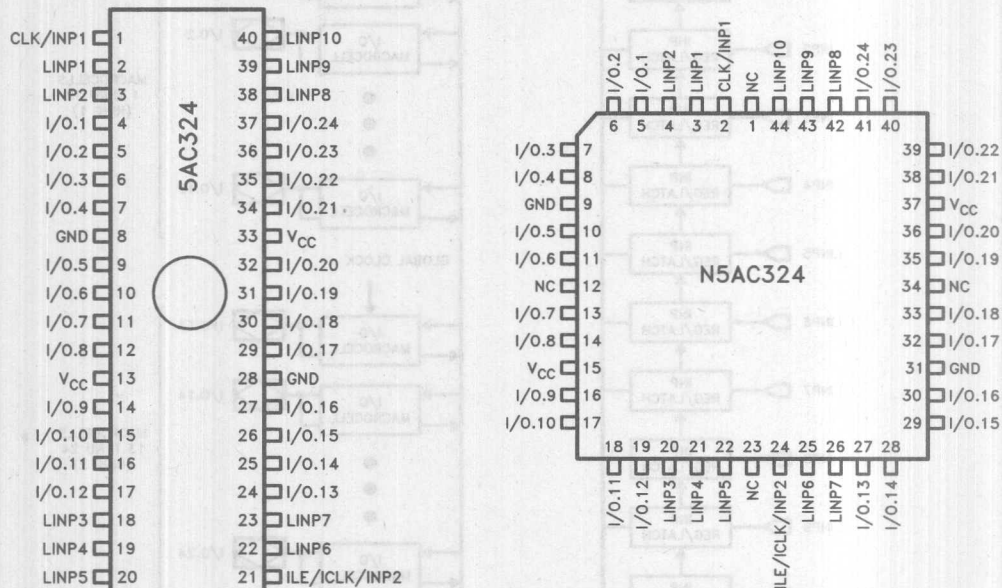 5AC324
CLK/INP1 1
LINP1 2
LINP2 3
I/O.1 4
I/O.2 5
I/O.3 6
I/O.4 7
GND 8
I/O.5 9
I/O.6 10
I/O.7 11
I/O.8 12
VCC 13
I/O.9 14
I/O.10 15
I/O.11 16
I/O.12 17
LINP3 18
LINP4 19
LINP5 20
40 LINP10
39 LINP9
38 LINP8
37 I/O.24
36 I/O.23
35 I/O.22
34 I/O.21
33 VCC
32 I/O.20
31 I/O.19
30 I/O.18
29 I/O.17
28 GND
27 I/O.16
26 I/O.15
25 I/O.14
24 I/O.13
23 LINP7
22 LINP6
21 ILE/ICLK/INP2
N5AC324
I/O.2 6
I/O.1 5
LINP2 4
LINP1 3
CLK/INP1 2
NC 1
LINP10 44
LINP9 43
LINP8 42
I/O.24 41
I/O.23 40
I/O.3 7
I/O.4 8
GND 9
I/O.5 10
I/O.6 11
NC 12
I/O.7 13
I/O.8 14
VCC 15
I/O.9 16
I/O.10 17
39 I/O.22
38 I/O.21
37 VCC
36 I/O.20
35 I/O.19
34 NC
33 I/O.18
32 I/O.17
31 GND
30 I/O.16
29 I/O.15
18 I/O.11
19 I/O.12
20 LINP3
21 LINP4
22 LINP5
23 NC
24 ILE/ICLK/INP2
25 LINP6
26 LINP7
27 I/O.13
28 I/O.14